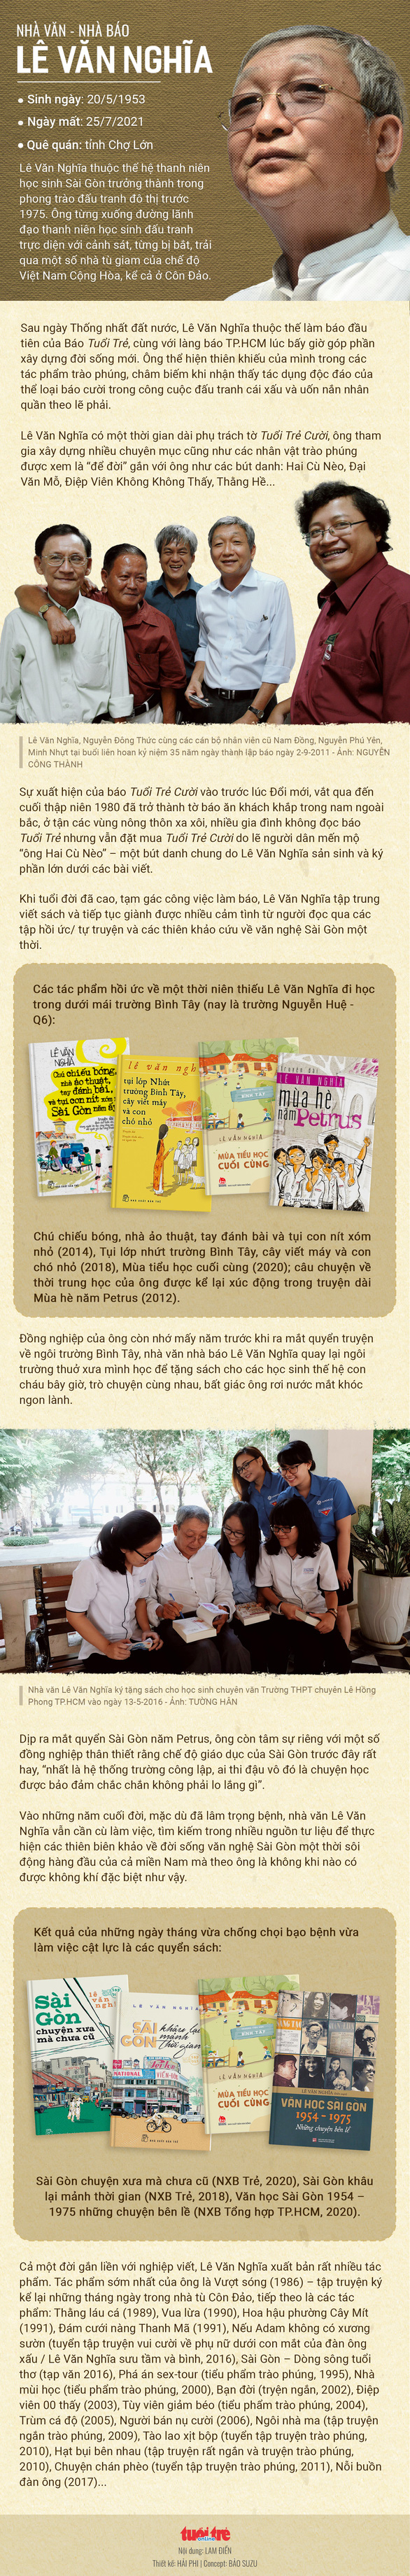 NHÀ VĂN - NHÀ BÁO
LÊ VĂN NGHĨA
• Sinh ngày: 20/5/1953
• Ngày mất: 25/7/2021
• Quê quán: tỉnh Chợ Lớn
Lê Văn Nghĩa thuộc thế hệ thanh niên
học sinh Sài Gòn trưởng thành trong
phong trào đấu tranh đô thị trước
1975. Ông từng xuống đường lãnh
đạo thanh niên học sinh đấu tranh
trực diện với cảnh sát, từng bị bắt, trải
qua một số nhà tù giam của chế độ
Việt Nam Cộng Hòa, kể cả ở Côn Đảo.
Sau ngày Thống nhất đất nước, Lê Văn Nghĩa thuộc thế làm báo đầu
tiên của Báo Tuổi Trẻ, cùng với làng báo TP.HCM lúc bấy giờ góp phần
xây dựng đời sống mới. Ông thể hiện thiên khiếu của mình trong các
tác phẩm trào phúng, châm biếm khi nhận thấy tác dụng độc đáo của
thể loại báo cười trong công cuộc đấu tranh cái xấu và uốn nắn nhân
quần theo lẽ phải.
Lê Văn Nghĩa có một thời gian dài phụ trách tờ Tuổi Trẻ Cười, ông tham
gia xây dựng nhiều chuyên mục cũng như các nhân vật trào phúng
được xem là “để đời” gắn với ông như các bút danh: Hai Cù Nèo, Đại
Văn Mỗ, Điệp Viên Không Không Thấy, Thằng Hề...
Lê Văn Nghĩa, Nguyễn Đông Thức cùng các cán bộ nhân viên cũ Nam Đồng, Nguyễn Phú Yên,
Minh Nhựt tại buổi liên hoan kỷ niệm 35 năm ngày thành lập báo ngày 2-9-2011 - Ảnh: NGUYỄN
CÔNG THÀNH
Sự xuất hiện của báo Tuổi Trẻ Cười vào trước lúc Đổi mới, vắt qua đến
cuối thập niên 1980 đã trở thành tờ báo ăn khách khắp trong nam ngoài
bắc, ở tận các vùng nông thôn xa xôi, nhiều gia đình không đọc báo
Tuổi Trẻ nhưng vẫn đặt mua Tuổi Trẻ Cười do lẽ người dân mến mộ
“ông Hai Cù Nèo” – một bút danh chung do Lê Văn Nghĩa sản sinh và ký
phần lớn dưới các bài viết.
Khi tuổi đời đã cao, tạm gác công việc làm báo, Lê Văn Nghĩa tập trung
viết sách và tiếp tục giành được nhiều cảm tình từ người đọc qua các
tập hồi ức/ tự truyện và các thiên khảo cứu về văn nghệ Sài Gòn một
thời.
Các tác phẩm hồi ức về một thời niên thiếu Lê Văn Nghĩa đi học
trong dưới mái trường Bình Tây (nay là trường Nguyễn Huệ -
Q6):
LÊ VĂN
NGHĨA
Chú chiếu bóng,
nhà ảo thuật,
tay đánh bài,
và tụi con nít xóm
Sài Gòn năm
lê văn ngh
tại lớp Nhứt
trường Bình Tây,
cây viết máy
và con
chó nhỏ
LÊ VĂN NGHĨA
MÙA TIỂU HỌC
CUỐI CÙNG
LÊ VĂN NGHĨA
mùa hè
năm Petrus
Chú chiếu bóng, nhà ảo thuật, tay đánh bài và tụi con nít xóm
nhỏ (2014), Tụi lớp nhứt trường Bình Tây, cây viết máy và con
chó nhỏ (2018), Mùa tiểu học cuối cùng (2020); câu chuyện về
thời trung học của ông được kể lại xúc động trong truyện dài
Mùa hè năm Petrus (2012).
Đồng nghiệp của ông còn nhớ mấy năm trước khi ra mắt quyển truyện
về ngôi trường Bình Tây, nhà văn nhà báo Lê Văn Nghĩa quay lại ngôi
trường thuở xưa mình học để tặng sách cho các học sinh thế hệ con
cháu bây giờ, trò chuyện cùng nhau, bất giác ông rơi nước mắt khóc
ngon lành.
Nhà văn Lê Văn Nghĩa ký tặng sách cho học sinh chuyên văn Trường THPT chuyên Lê Hồng
Phong TP.HCM vào ngày 13-5-2016 - Ảnh: TƯỜNG HÂN
Dịp ra mắt quyển Sài Gòn năm Petrus, ông còn tâm sự riêng với một số
đồng nghiệp thân thiết rằng chế độ giáo dục của Sài Gòn trước đây rất
hay, “nhất là hệ thống trường công lập, ai thi đậu vô đó là chuyện học
được bảo đảm chắc chắn không phải lo lắng gì”.
Vào những năm cuối đời, mặc dù đã lâm trọng bệnh, nhà văn Lê Văn
Nghĩa vẫn cần cù làm việc, tìm kiếm trong nhiều nguồn tư liệu để thực
hiện các thiên biên khảo về đời sống văn nghệ Sài Gòn một thời sôi
động hàng đầu của cả miền Nam mà theo ông là không khi nào có
được không khí đặc biệt như vậy.
Kết quả của những ngày tháng vừa chống chọi bạo bệnh vừa
làm việc cật lực là các quyển sách:
Sài
Gòn
chuyện xưa
mà chưa cũ
lê
văn
LÊ VĂN NGHĨA
SÀI
GÒN
khâu lại
mảnh
thời gian
NATIONAL
LÊ VĂN NGHĨA
MÙA TIỂU HỌC
CUỐI CÙNG
LÊ VĂN NGHĨA
VĂN HỌC SÀI GÒN
1954 - 1975
Những chuyện bên lề
Sài Gòn chuyện xưa mà chưa cũ (NXB Trẻ, 2020), Sài Gòn khâu
lại mảnh thời gian (NXB Trẻ, 2018), Văn học Sài Gòn 1954 –
1975 những chuyện bên lề (NXB Tổng hợp TP.HCM, 2020).
Cả một đời gắn liền với nghiệp viết, Lê Văn Nghĩa xuất bản rất nhiều tác
phẩm. Tác phẩm sớm nhất của ông là Vượt sóng (1986) – tập truyện ký
kể lại những tháng ngày trong nhà tù Côn Đảo, tiếp theo là các tác
phẩm: Thằng láu cá (1989), Vua lừa (1990), Hoa hậu phường Cây Mít
(1991), Đám cưới nàng Thanh Mã (1991), Nếu Adam không có xương
sườn (tuyển tập truyện vui cười về phụ nữ dưới con mắt của đàn ông
xấu / Lê Văn Nghĩa sưu tầm và bình, 2016), Sài Gòn – Dòng sông tuổi
thơ (tạp văn 2016), Phá án sex-tour (tiểu phẩm trào phúng, 1995), Nhà
mùi học (tiểu phẩm trào phúng, 2000), Bạn đời (truyện ngắn, 2002), Điệp
viên 00 thấy (2003), Tùy viên giảm béo (tiểu phẩm trào phúng, 2004),
Trùm cá độ (2005), Người bán nụ cười (2006), Ngôi nhà ma (tập truyện
ngắn trào phúng, 2009), Tào lao xịt bộp (tuyển tập truyện trào phúng,
2010), Hạt bụi bên nhau (tập truyện rất ngắn và truyện trào phúng,
2010), Chuyện chán phèo (tuyển tập truyện trào phúng, 2011), Nỗi buồn
đàn ông (2017)...
tuổi trẻ
ONLINE
Nội dung: LAM ĐIỀN
Thiết kế: HẢI PHI | Concept: BẢO SUZU